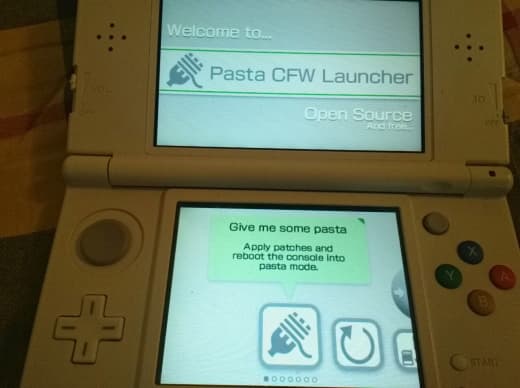 Welcome to...
Pasta CFW Launcher
Open Source
And free...
Give me some pasta
Apply patches and
reboot the console into
pasta mode.
X
Y
A
B
START